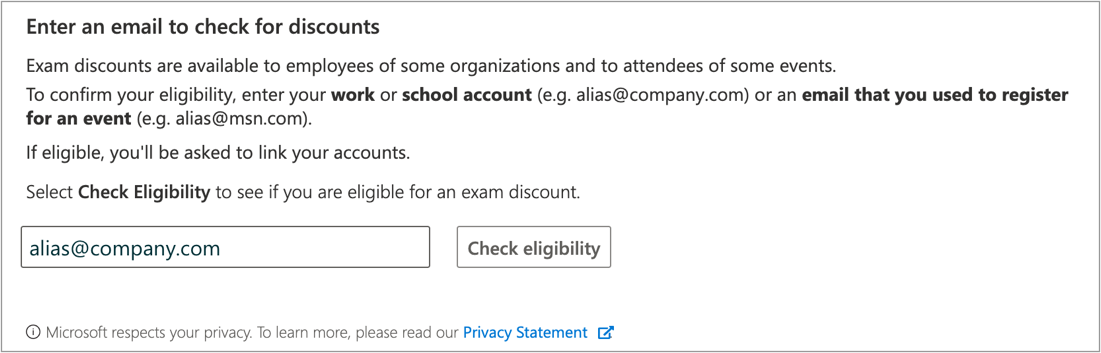 Enter an email to check for discounts
Exam discounts are available to employees of some organizations and to attendees of some events.
To confirm your eligibility, enter your work or school account (e.g. alias@company.com) or an email that you used to register
for an event (e.g. alias@msn.com).
If eligible, you'll be asked to link your accounts.
Select Check Eligibility to see if you are eligible for an exam discount.
alias@company.com Check eligibility
Microsoft respects your privacy. To learn more, please read our Privacy Statement